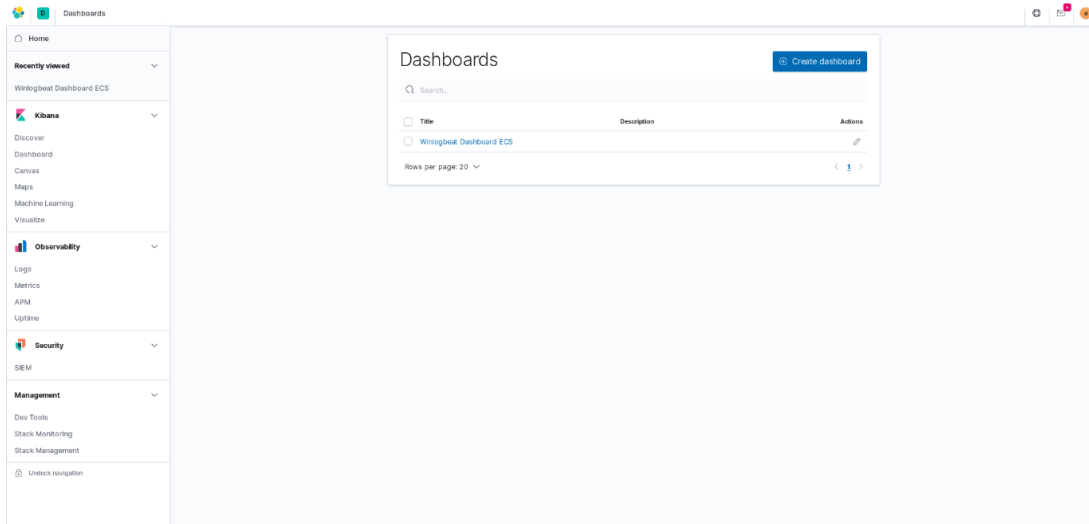 D Dashboards
Home
Recently viewed
Winlogbeat Dashboard ECS
Kibana
Discover
Dashboard
Canvas
Maps
Machine Learning
Visualize
Observability
Logs
Metrics
APM
Uptime
Security
SIEM
Management
Dev Tools
Stack Monitoring
Stack Management
Undock navigation
Dashboards
Create dashboard
Search...
Title Description Actions
Winlogbeat Dashboard ECS
Rows per page: 20 1
e